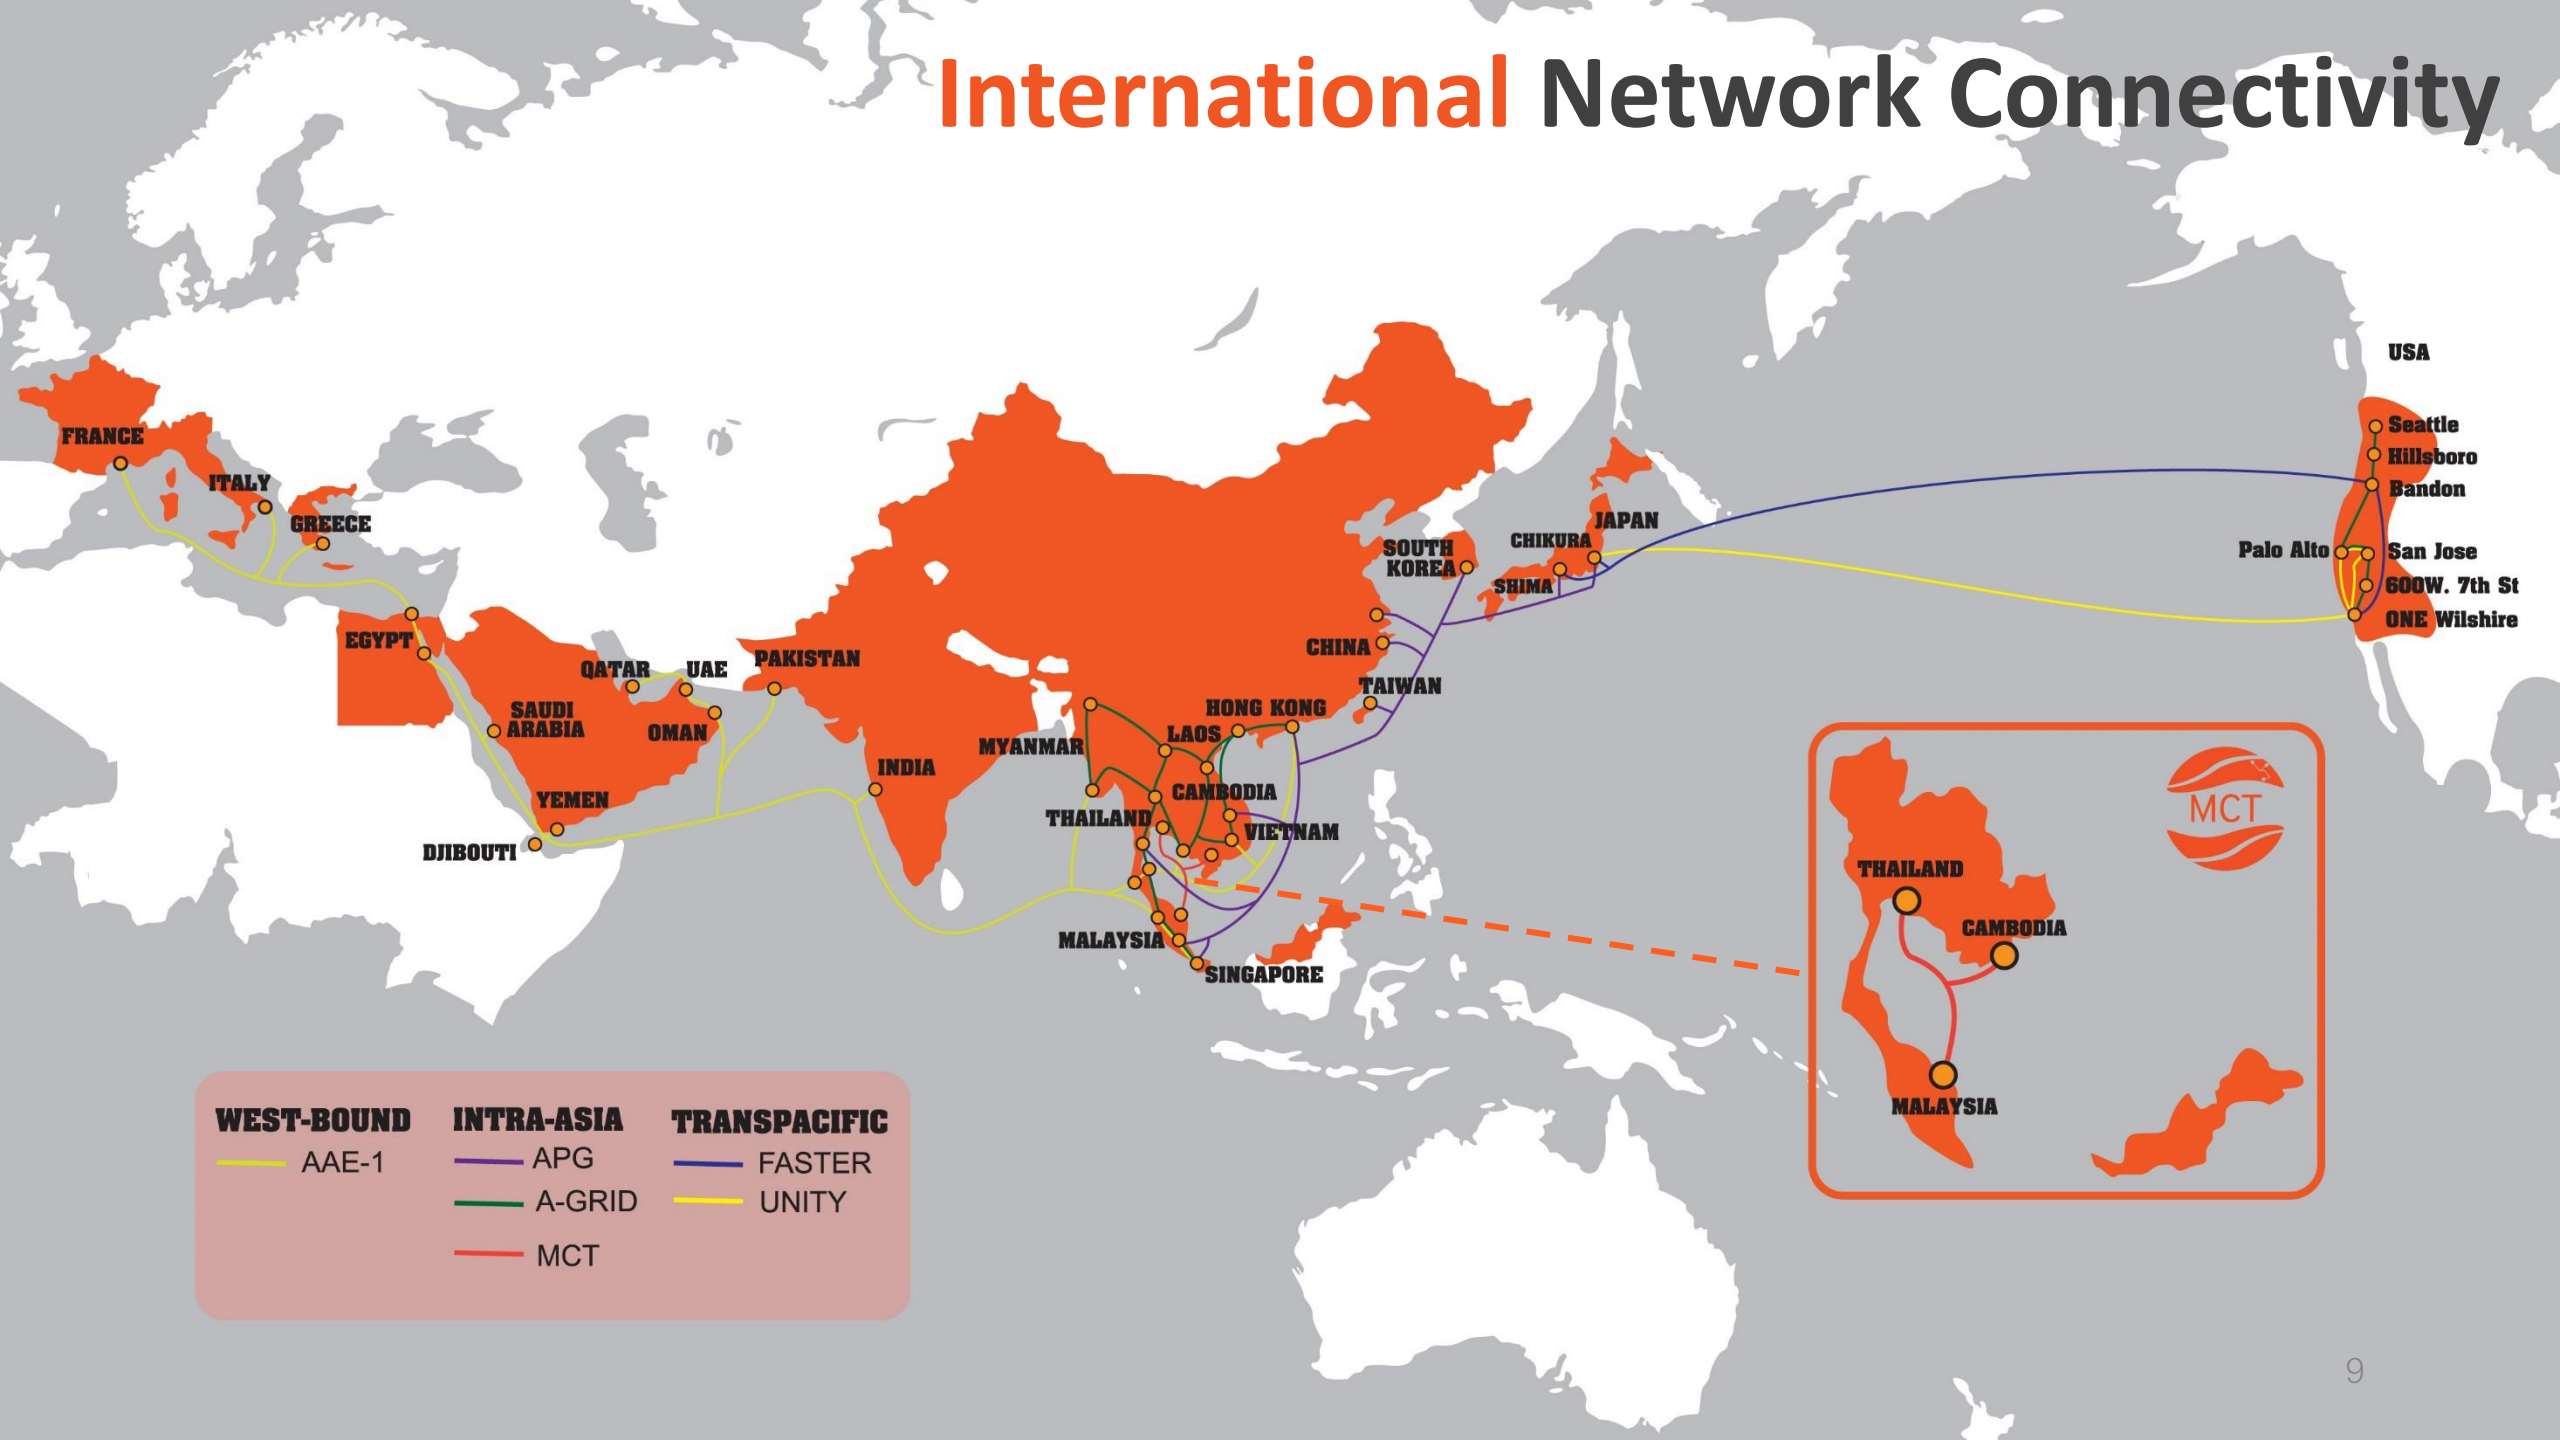 International Network Connectivity
USA
Seattle
Hillsboro
Bandon
Palo Alto
San Jose
600W. 7th St
ONE Wilshire
FRANCE
ITALY
GREECE
EGYPT
QATAR
UAE
PAKISTAN
SAUDI
ARABIA
OMAN
YEMEN
DJIBOUTI
INDIA
MYANMAR
LAOS
HONG KONG
TAIWAN
CHINA
SOUTH
KOREA
CHIKURA
JAPAN
SHIMA
THAILAND
CAMBODIA
VIETNAM
MALAYSIA
SINGAPORE
MCT
THAILAND
CAMBODIA
MALAYSIA
WEST-BOUND
AAE-1
INTRA-ASIA
APG
A-GRID
MCT
TRANSPACIFIC
FASTER
UNITY
9